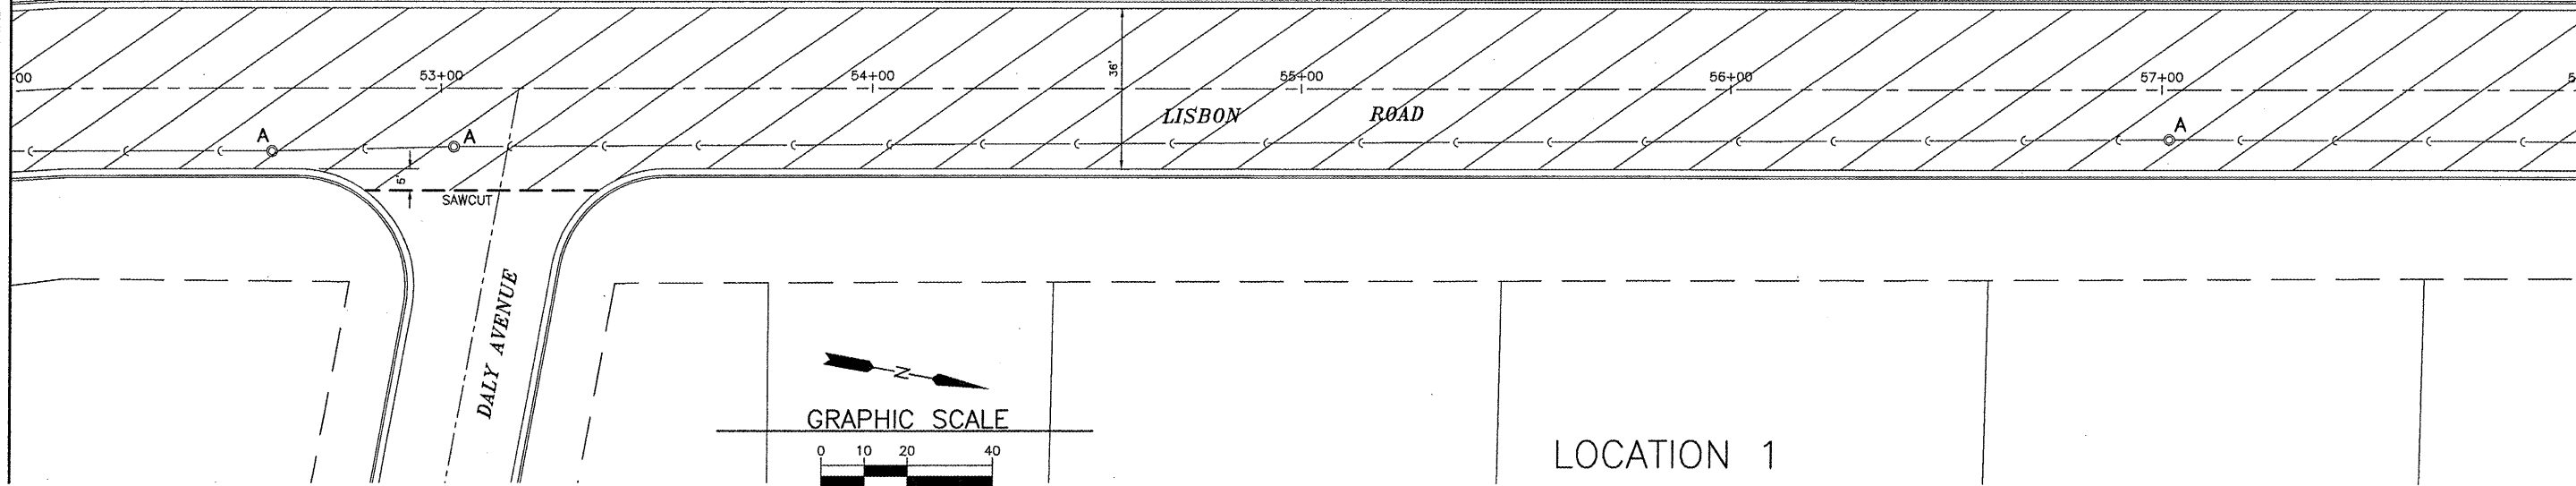 00
53+00
54+00
55+00
56+00
57+00
5
36'
LISBON ROAD
A
A
A
5'
SAWCUT
DALY AVENUE
N
GRAPHIC SCALE
0 10 20 40
LOCATION 1